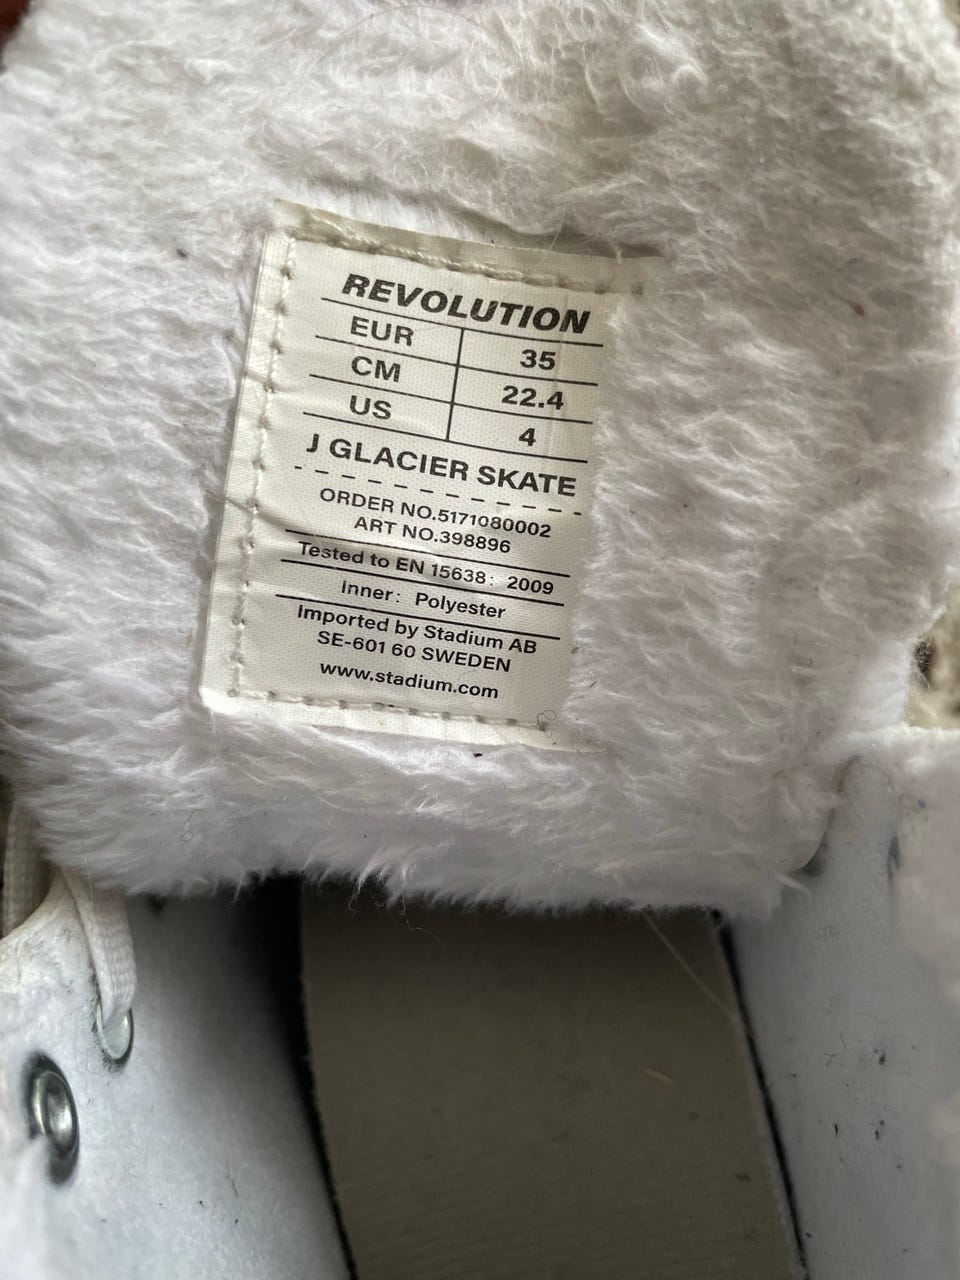 REVOLUTION
EUR 35
CM 22.4
US 4
J GLACIER SKATE
ORDER NO.5171080002
ART NO.398896
Tested to EN 15638: 2009
Inner: Polyester
Imported by Stadium AB
SE-601 60 SWEDEN
www.stadium.com